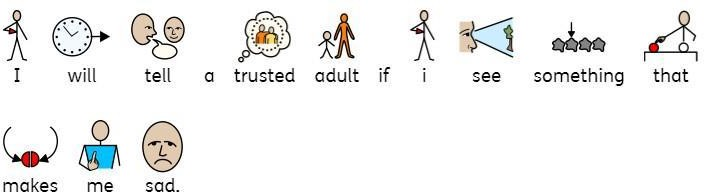 I will tell a trusted adult if i see something that
makes me sad.